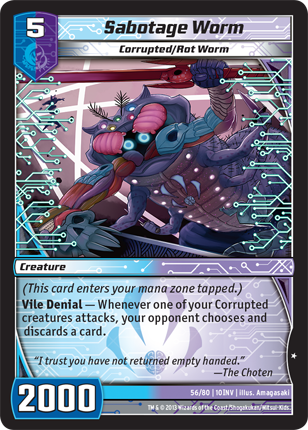 5
Sabotage Worm
Corrupted/Rot Worm
Creature
(This card enters your mana zone tapped.)
Vile Denial — Whenever one of your Corrupted
creatures attacks, your opponent chooses and
discards a card.
"I trust you have not returned empty handed."
—The Choten
2000
56/80 | 10INV | Illus. Amagasaki
TM & © 2015 Wizards of the Coast/Shogakukan/Mitsui-Kids.